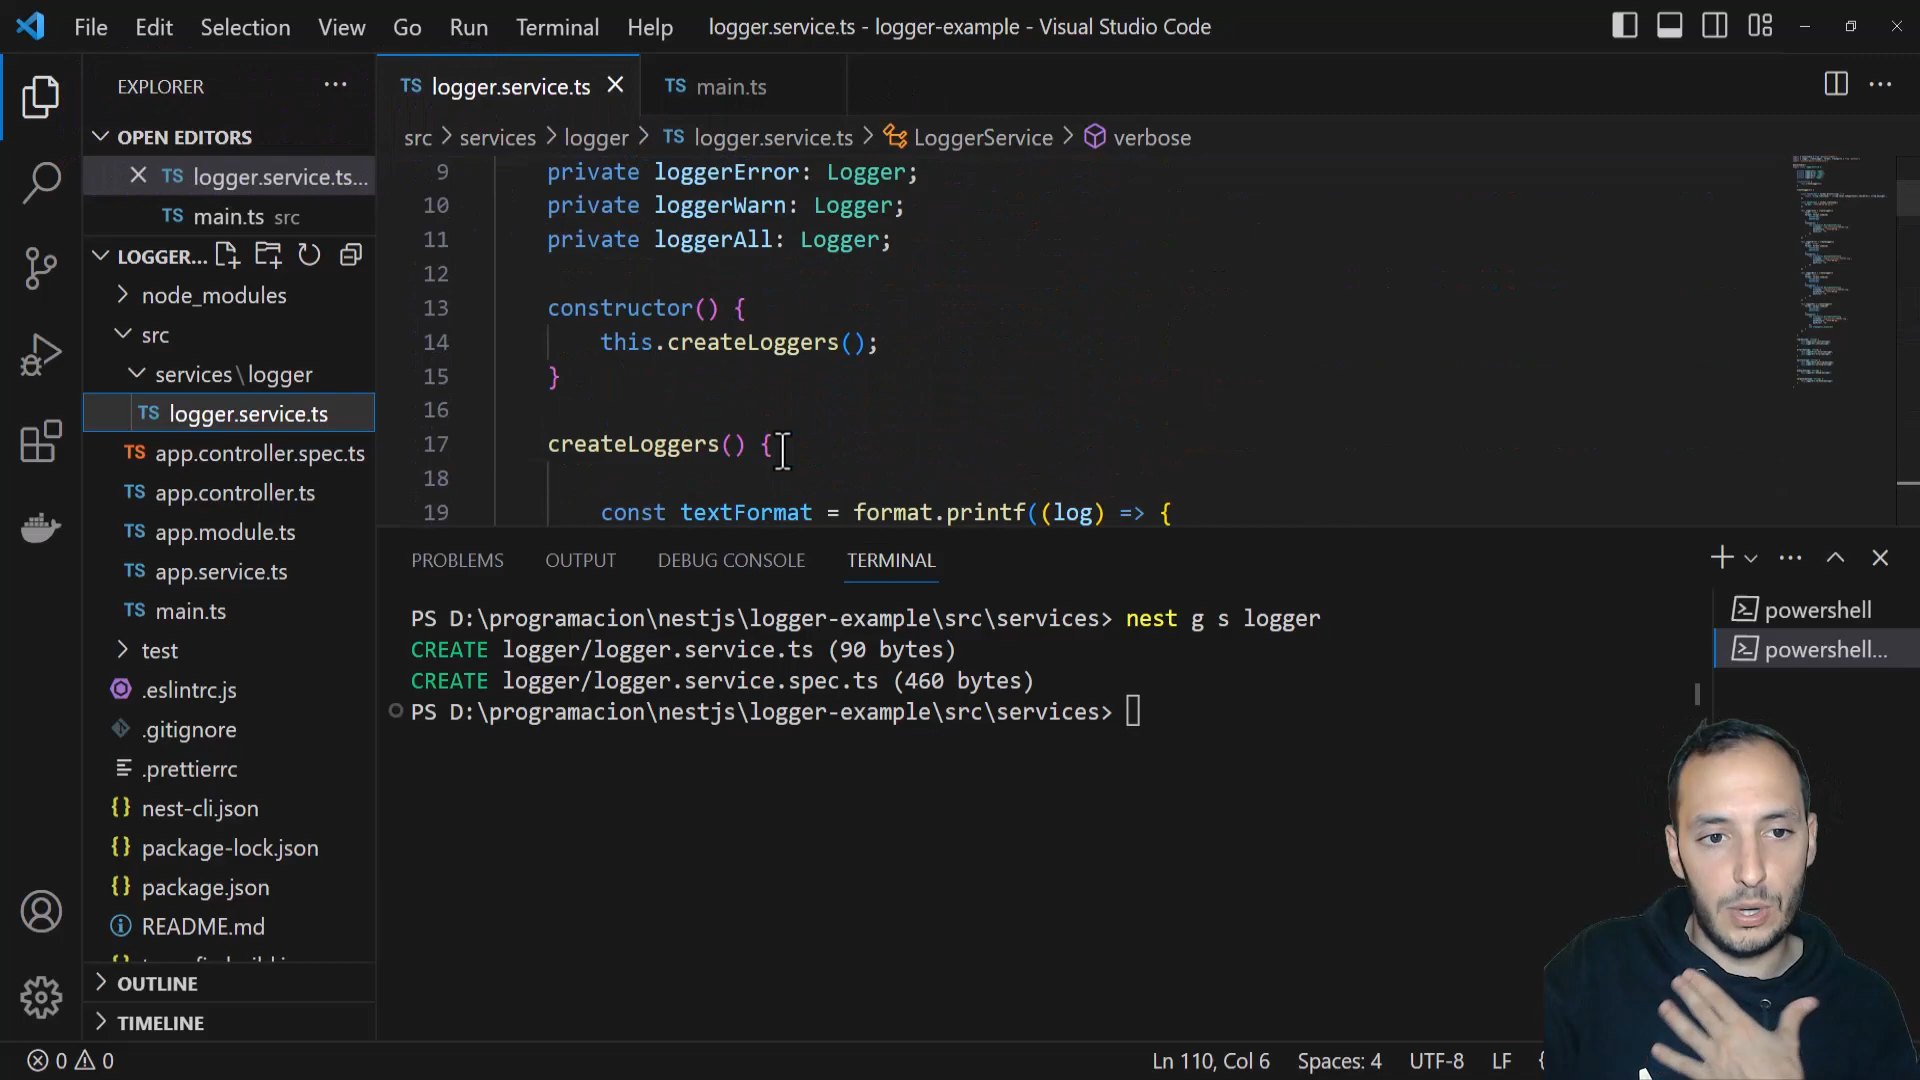 File Edit Selection View Go Run Terminal Help logger.service.ts - logger-example - Visual Studio Code
EXPLORER
OPEN EDITORS
TS logger.service.ts...
TS main.ts src
LOGGER...
node_modules
src
services\logger
TS logger.service.ts
TS app.controller.spec.ts
TS app.controller.ts
TS app.module.ts
TS app.service.ts
TS main.ts
test
.eslintrc.js
.gitignore
.prettierrc
{} nest-cli.json
{} package-lock.json
{} package.json
README.md
OUTLINE
TIMELINE
TS logger.service.ts TS main.ts
src > services > logger > TS logger.service.ts > LoggerService > verbose
9 private loggerError: Logger;
10 private loggerWarn: Logger;
11 private loggerAll: Logger;
12
13 constructor() {
14 this.createLoggers();
15 }
16
17 createLoggers() {
18
19 const textFormat = format.printf((log) => {
PROBLEMS OUTPUT DEBUG CONSOLE TERMINAL
PS D:\programacion\nestjs\logger-example\src\services> nest g s logger
CREATE logger/logger.service.ts (90 bytes)
CREATE logger/logger.service.spec.ts (460 bytes)
PS D:\programacion\nestjs\logger-example\src\services>
powershell
powershell...
0 0 Ln 110, Col 6 Spaces: 4 UTF-8 LF {